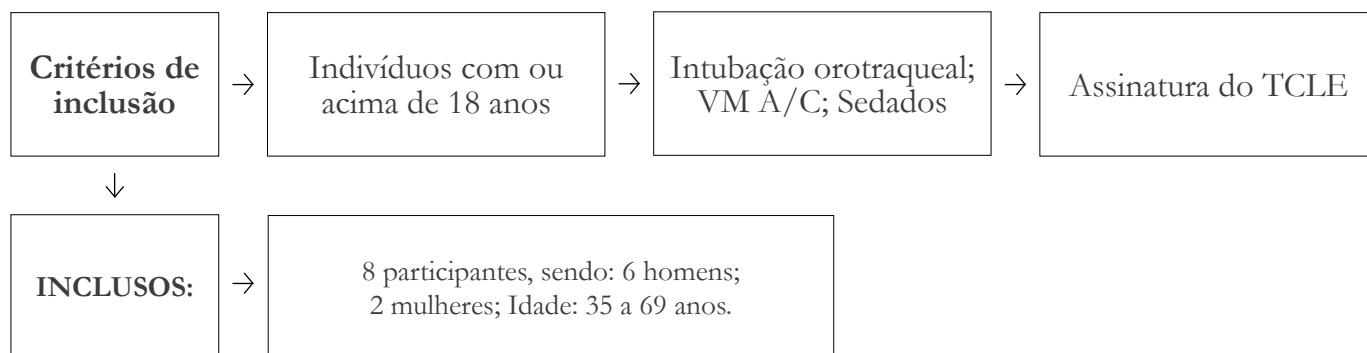 Critérios de
inclusão
Indivíduos com ou
acima de 18 anos
Intubação orotraqueal;
VM A/C; Sedados
Assinatura do TCLE
INCLUSOS:
8 participantes, sendo: 6 homens;
2 mulheres; Idade: 35 a 69 anos.